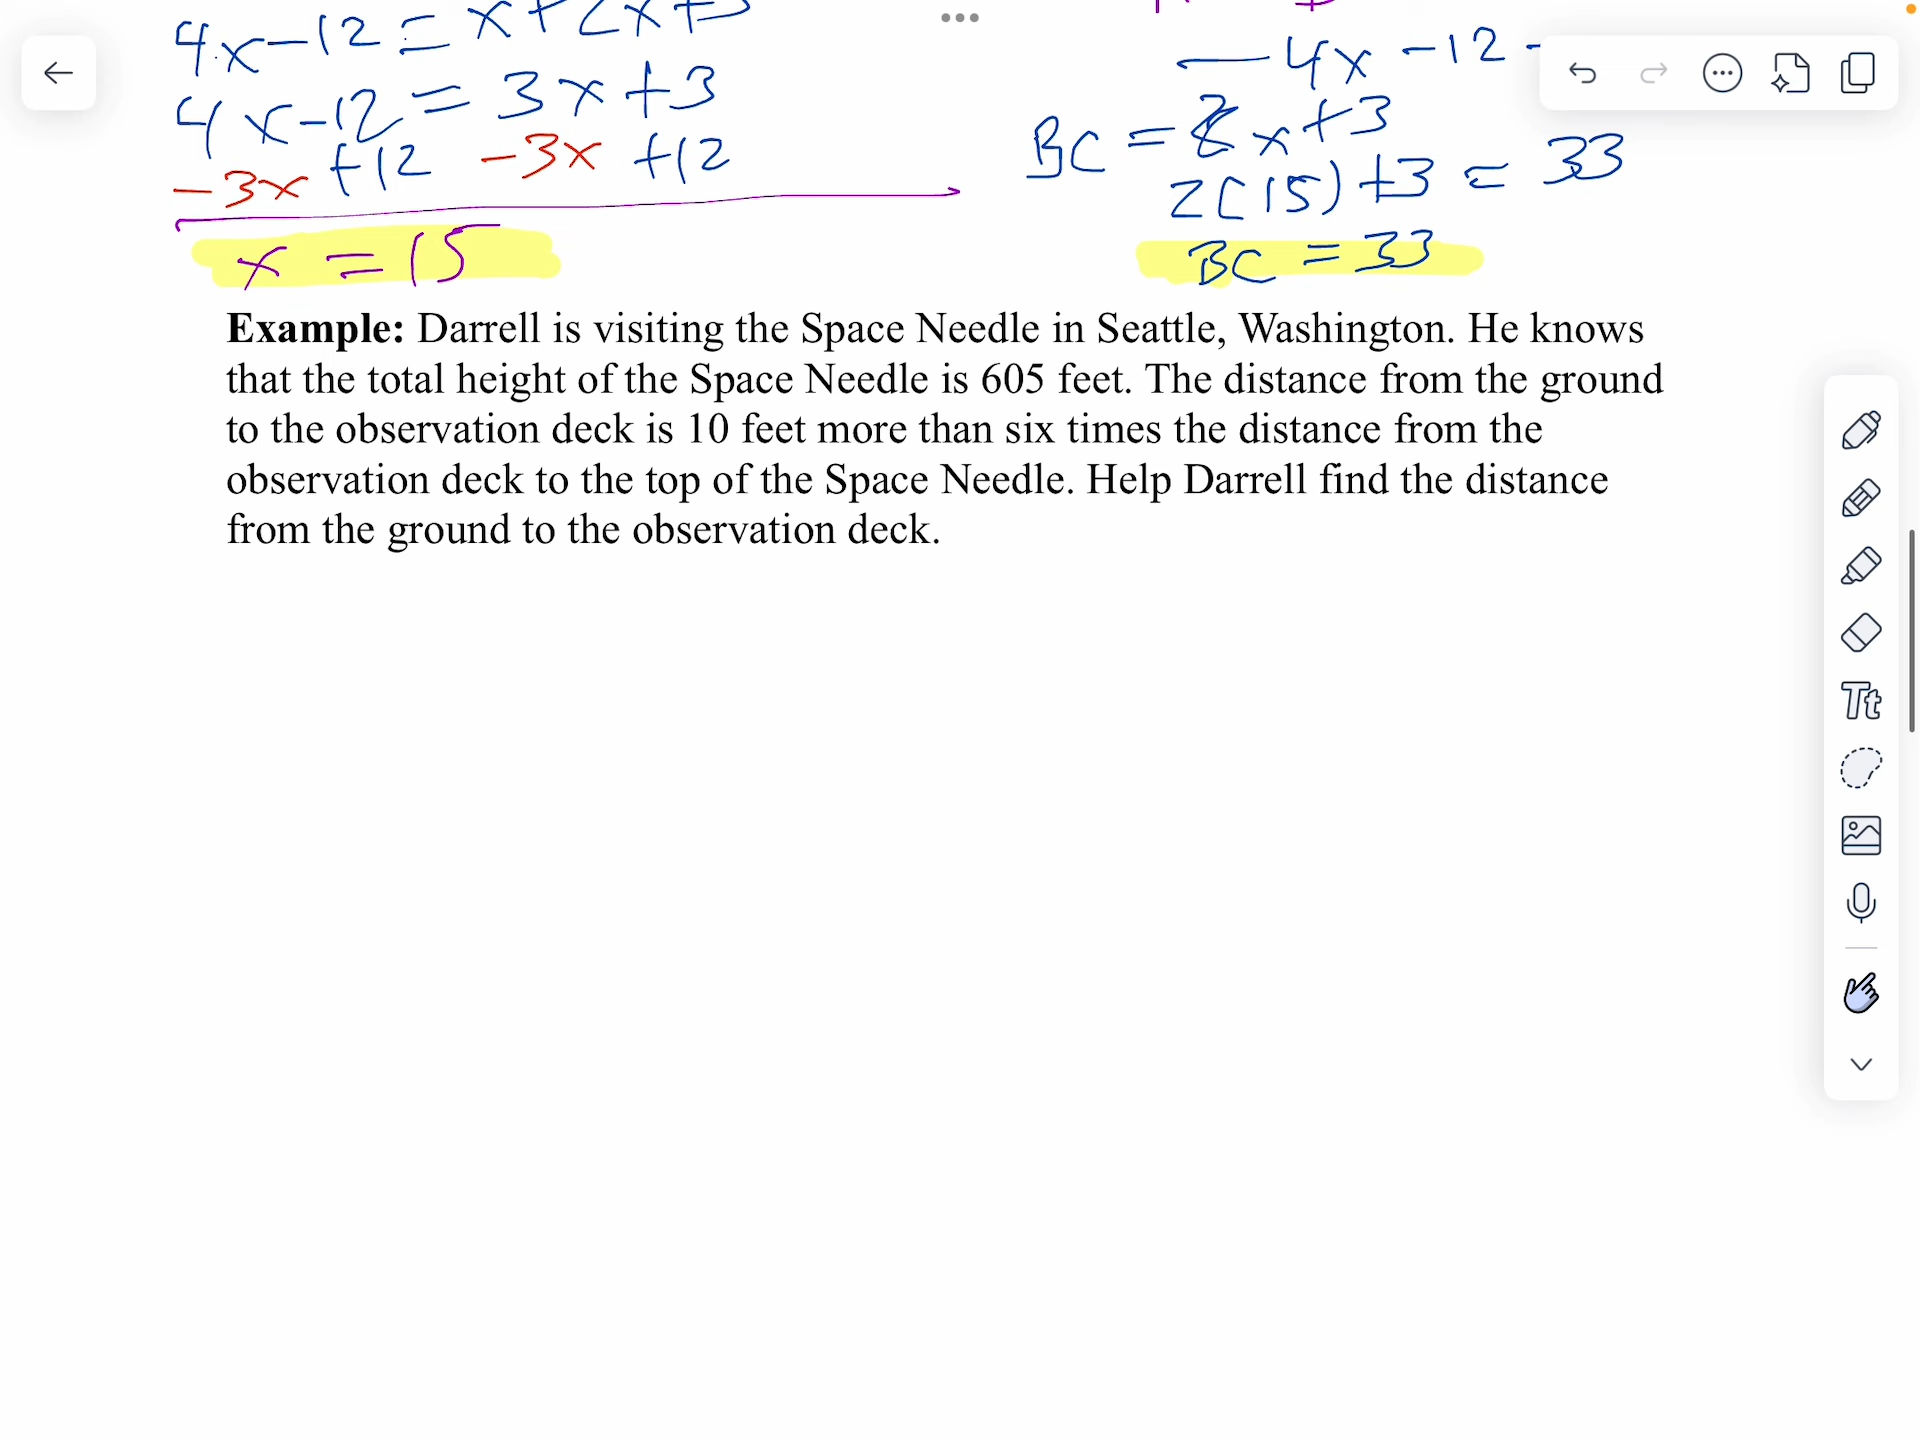 4x-12 = x+2x+3
4x-12 = 3x+3
-3x +12 -3x +12
x = 15
4x-12
BC = 2x+3
2(15)+3 = 33
BC = 33
Example: Darrell is visiting the Space Needle in Seattle, Washington. He knows
that the total height of the Space Needle is 605 feet. The distance from the ground
to the observation deck is 10 feet more than six times the distance from the
observation deck to the top of the Space Needle. Help Darrell find the distance
from the ground to the observation deck.
Tt